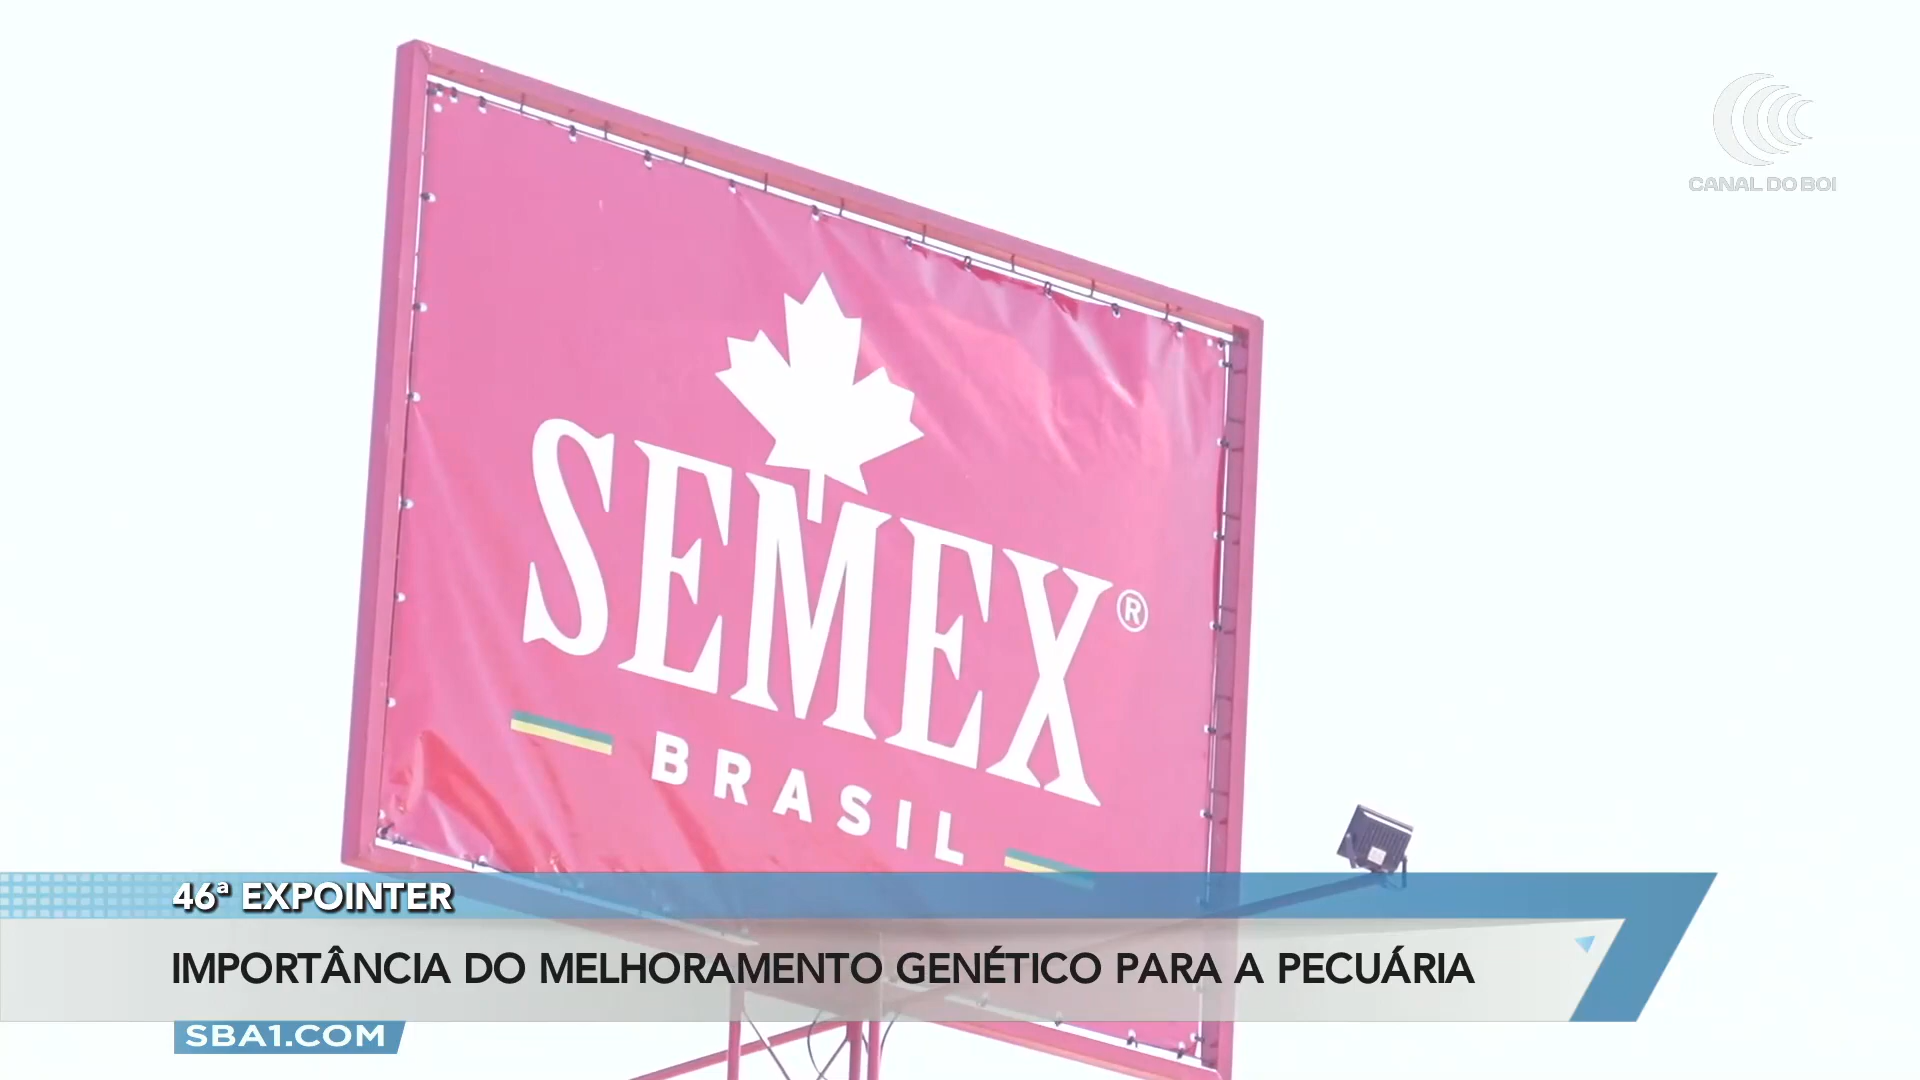 CANAL DO BOI
SEMEX®
BRASIL
46ª EXPOINTER
IMPORTÂNCIA DO MELHORAMENTO GENÉTICO PARA A PECUÁRIA
SBA1.COM